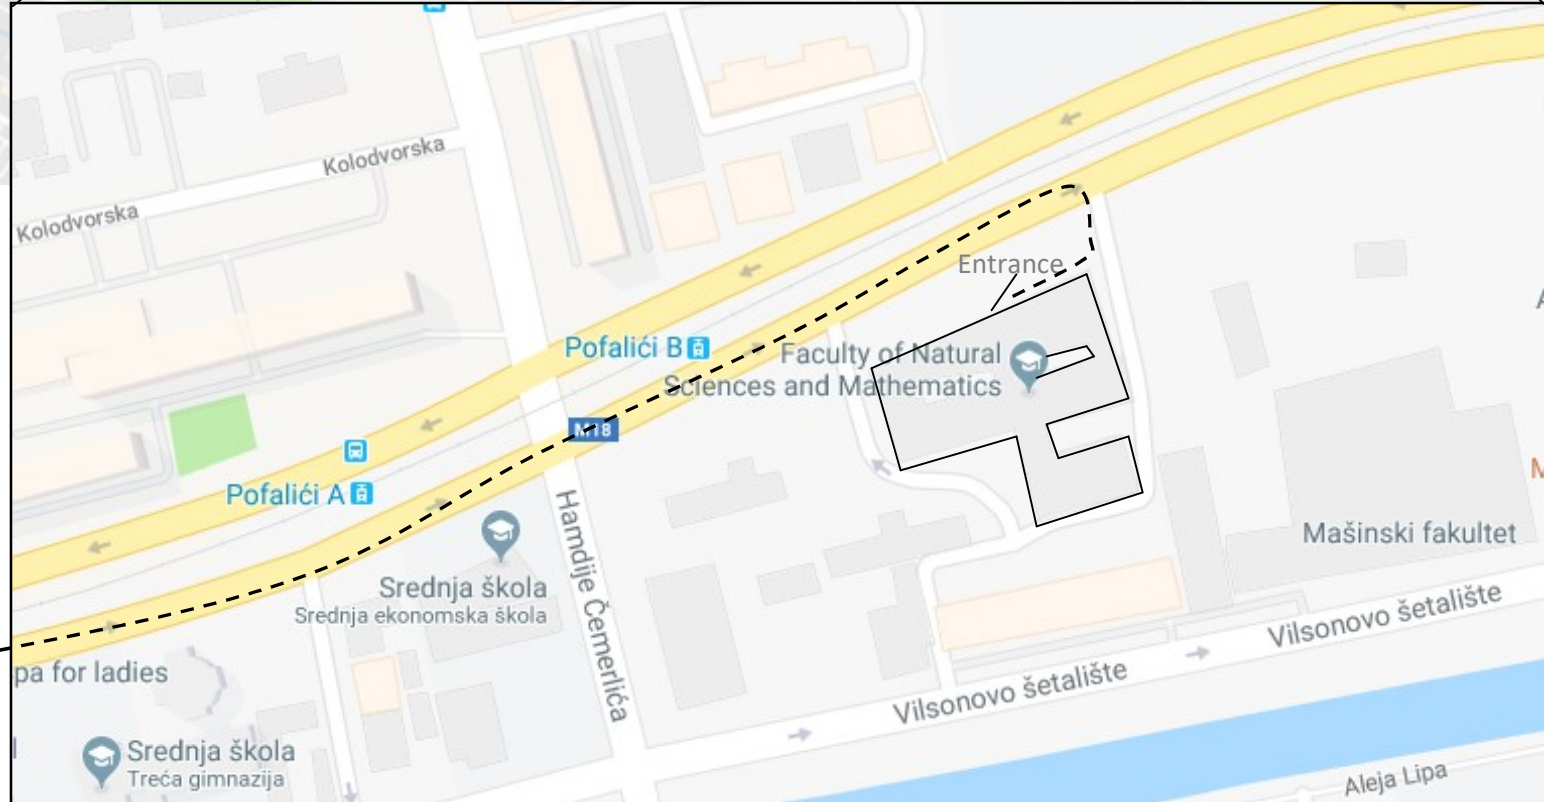 Kolodvorska
Kolodvorska
Entrance
Pofalići B
Faculty of Natural
Sciences and Mathematics
M18
Pofalići A
Hamdije Čemerlića
Mašinski fakultet
Srednja škola
Srednja ekonomska škola
Vilsonovo šetalište
Vilsonovo šetalište
pa for ladies
Srednja škola
Treća gimnazija
Aleja Lipa